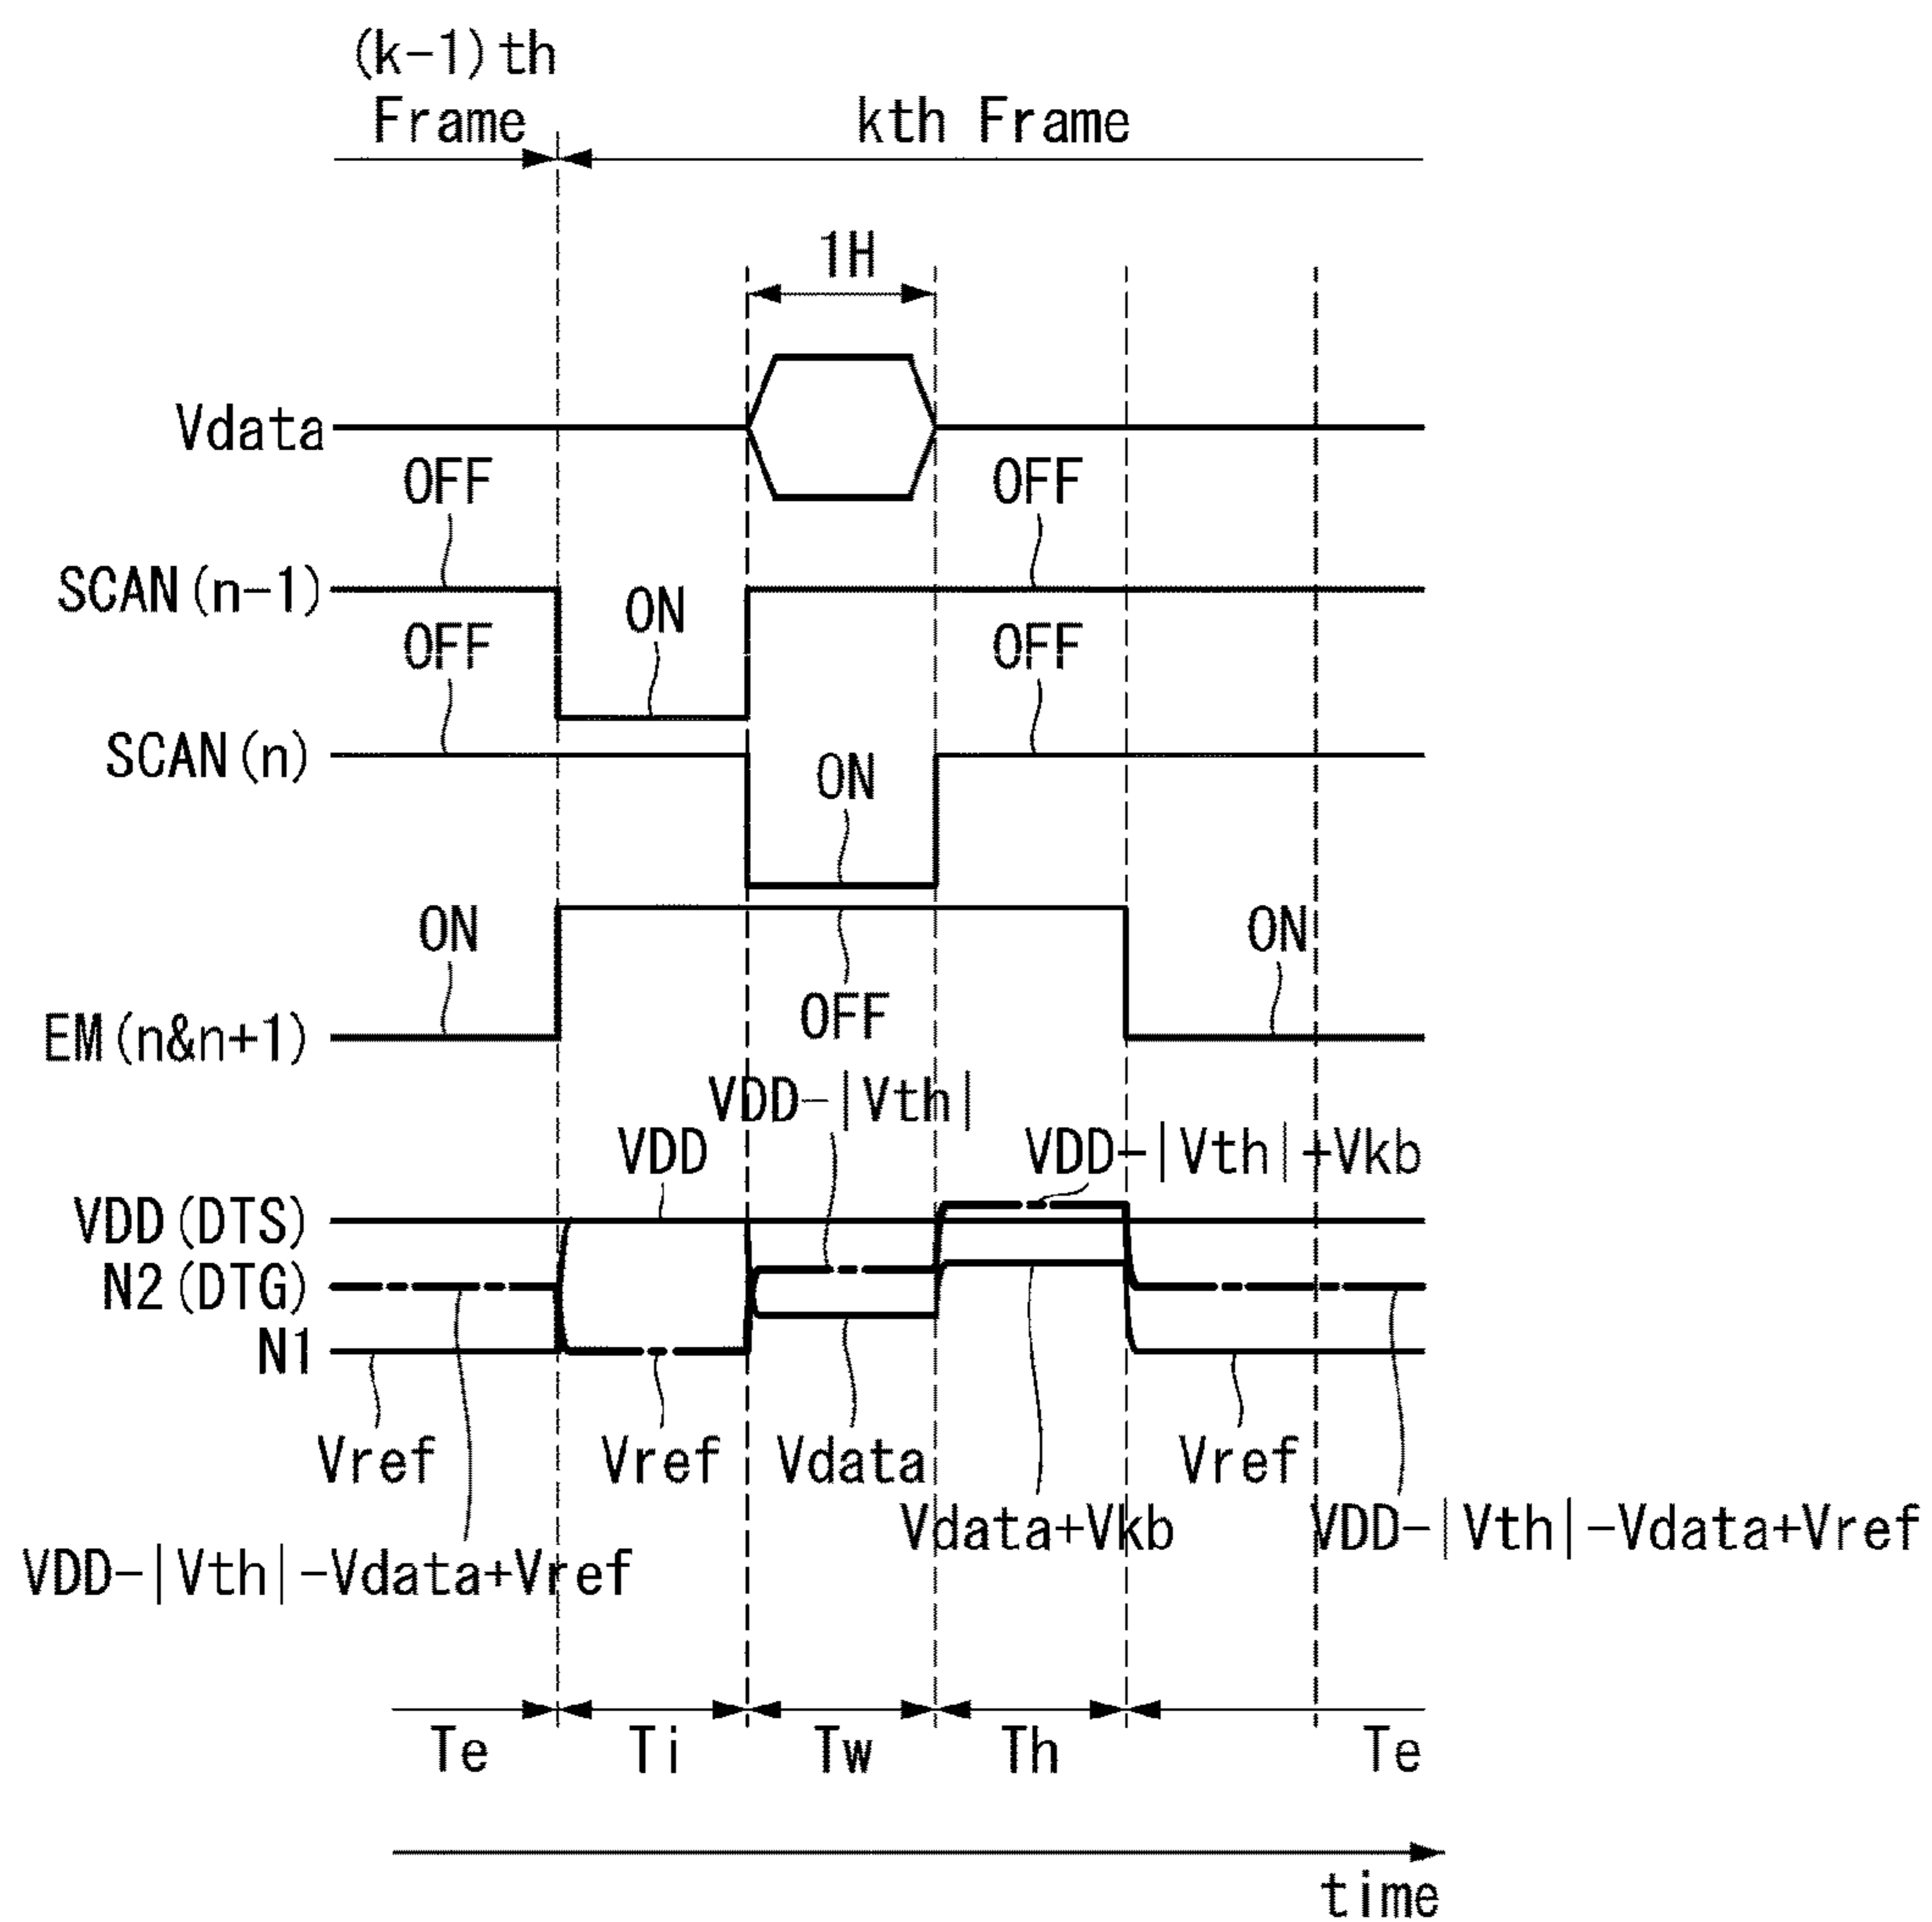 (k-1)th
Frame
kth Frame
1H
Vdata
OFF
OFF
SCAN(n-1)
ON
OFF
OFF
SCAN(n)
ON
ON
ON
EM(n&n+1)
OFF
VDD-|Vth|
VDD
VDD-|Vth|+Vkb
VDD(DTS)
N2(DTG)
N1
Vref
Vref
Vdata
Vref
Vdata+Vkb
VDD-|Vth|-Vdata+Vref
VDD-|Vth|-Vdata+Vref
Te
Ti
Tw
Th
Te
time